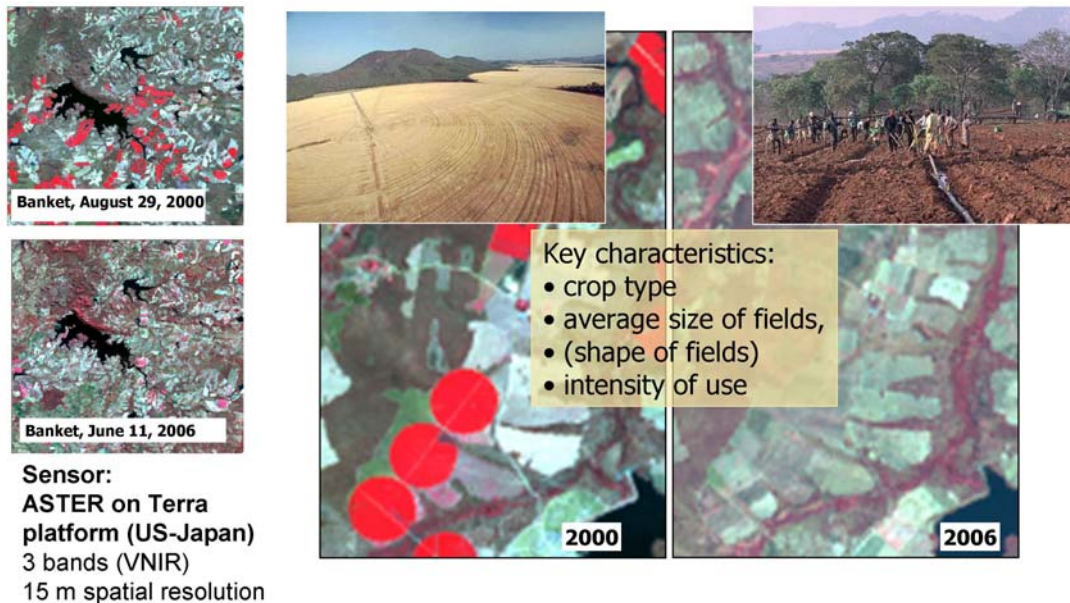 Banket, August 29, 2000
Banket, June 11, 2006
Sensor:
ASTER on Terra
platform (US-Japan)
3 bands (VNIR)
15 m spatial resolution
Key characteristics:
• crop type
• average size of fields,
• (shape of fields)
• intensity of use
2000
2006